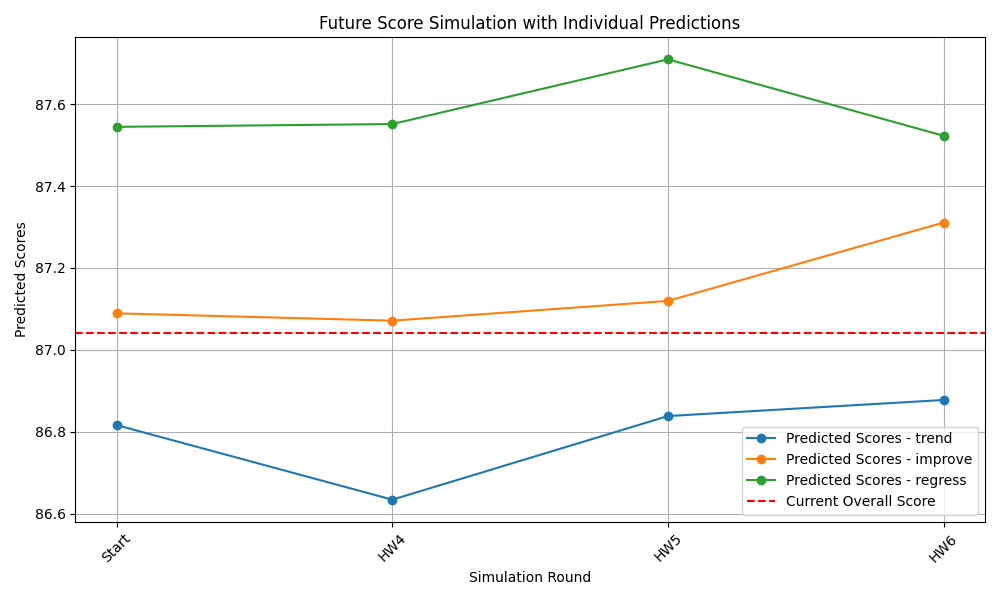 Future Score Simulation with Individual Predictions
Predicted Scores
87.6
87.4
87.2
87.0
86.8
86.6
Start
HW4
HW5
HW6
Simulation Round
Predicted Scores - trend
Predicted Scores - improve
Predicted Scores - regress
Current Overall Score